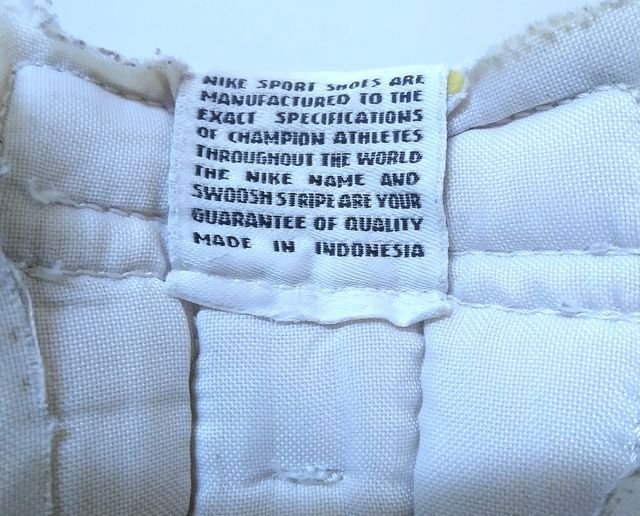 NIKE SPORT SHOES ARE
MANUFACTURED TO THE
EXACT SPECIFICATIONS
OF CHAMPION ATHLETES
THROUGHOUT THE WORLD
THE NIKE NAME AND
SWOOSH STRIPE ARE YOUR
GUARANTEE OF QUALITY
MADE IN INDONESIA